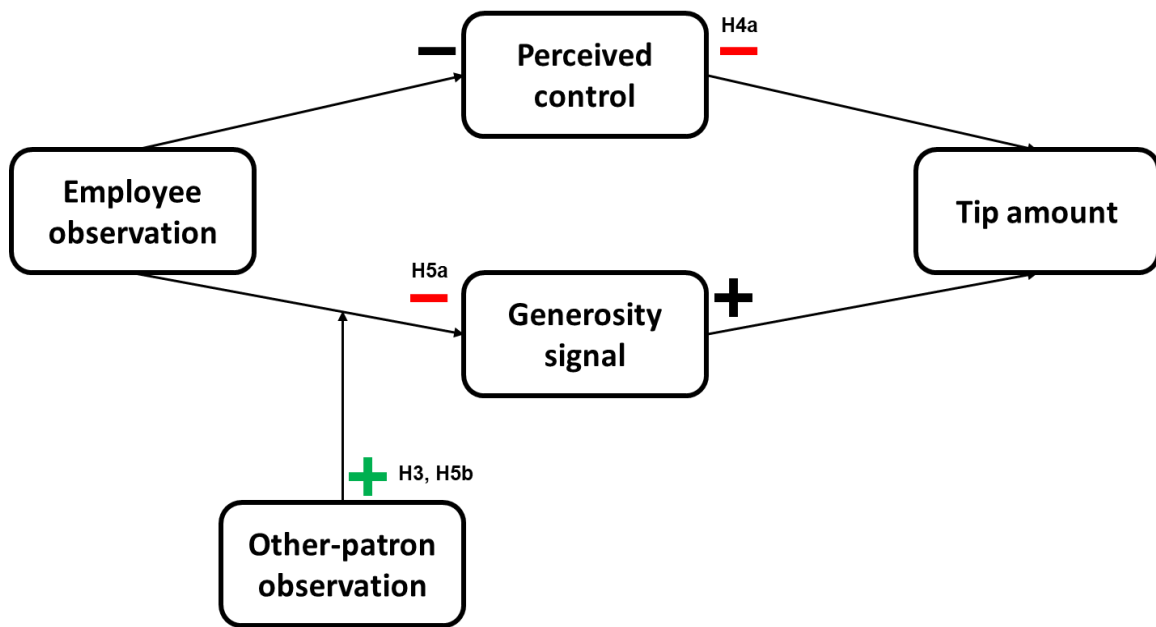 H4a
Perceived
control
Employee
observation
Tip amount
H5a
Generosity
signal
H3, H5b
Other-patron
observation